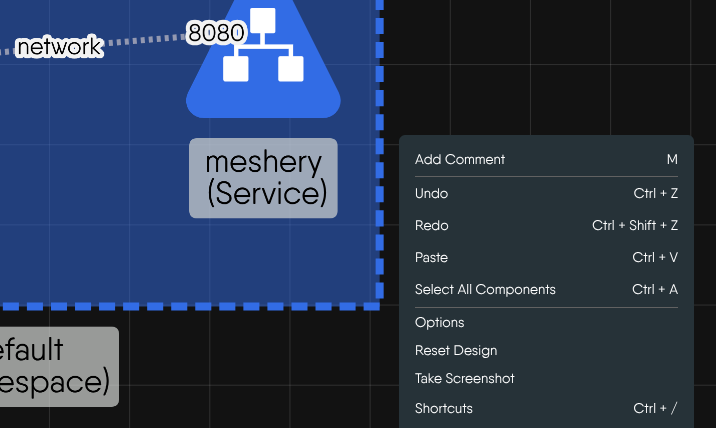 network
8080
meshery
(Service)
efault
espace)
Add Comment M
Undo Ctrl + Z
Redo Ctrl + Shift + Z
Paste Ctrl + V
Select All Components Ctrl + A
Options
Reset Design
Take Screenshot
Shortcuts Ctrl + /